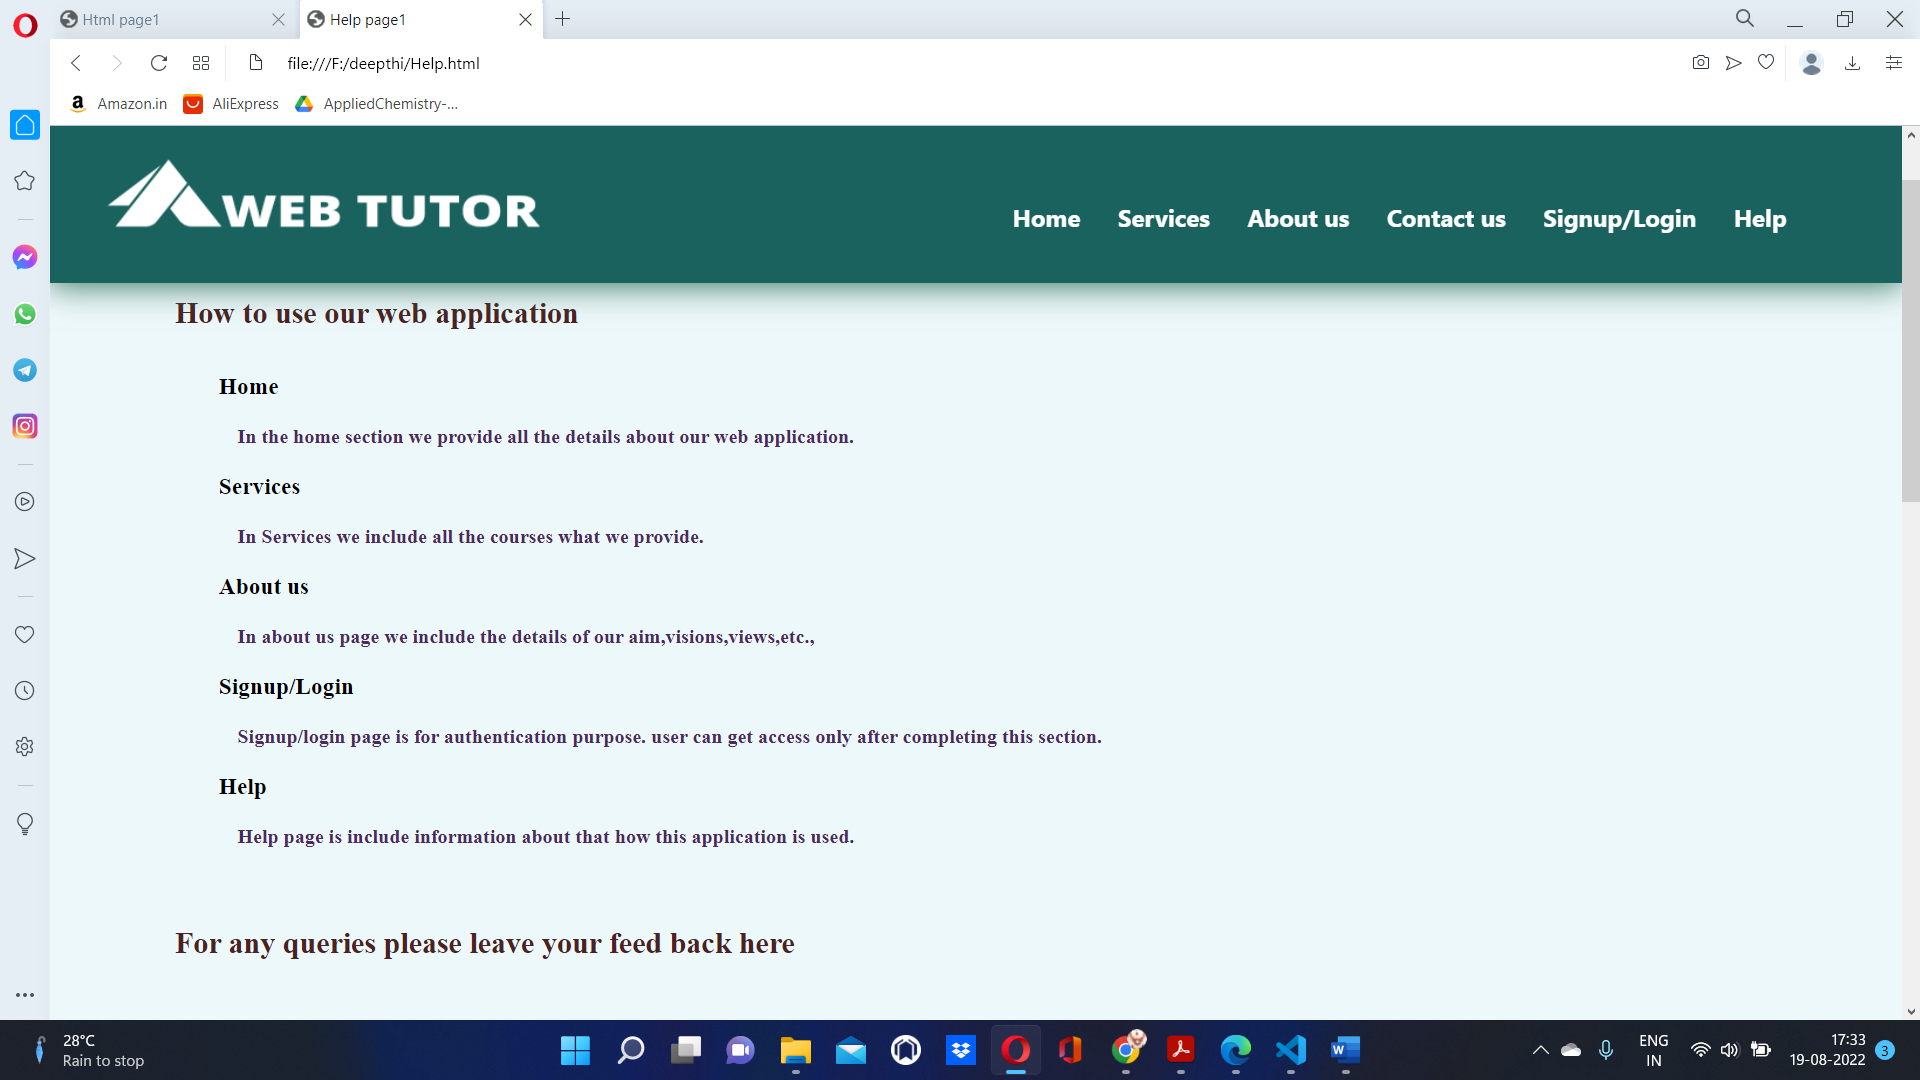 Html page1
Help page1
file:///F:/deepthi/Help.html
Amazon.in
AliExpress
AppliedChemistry-...
WEB TUTOR
Home
Services
About us
Contact us
Signup/Login
Help
How to use our web application
Home
In the home section we provide all the details about our web application.
Services
In Services we include all the courses what we provide.
About us
In about us page we include the details of our aim,visions,views,etc.,
Signup/Login
Signup/login page is for authentication purpose. user can get access only after completing this section.
Help
Help page is include information about that how this application is used.
For any queries please leave your feed back here
28°C
Rain to stop
ENG
IN
17:33
19-08-2022
3